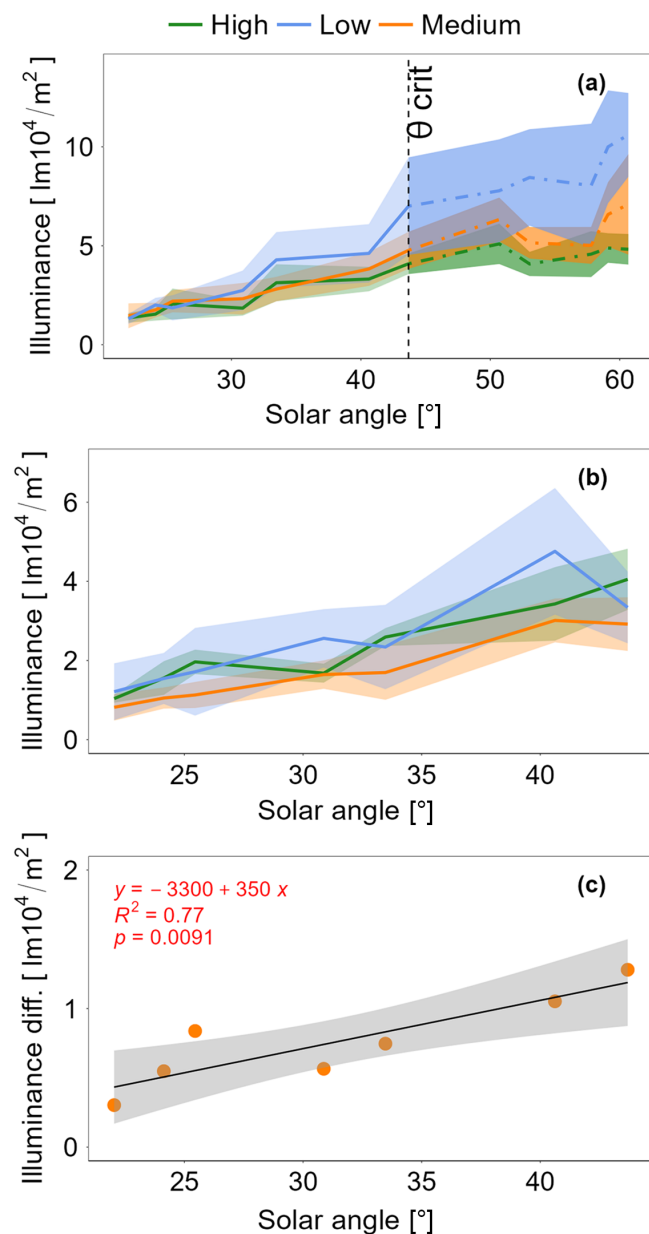 High Low Medium
(a)
θ crit
Illuminance [ lm10⁴/m² ]
10
5
0
30 40 50 60
Solar angle [°]
(b)
Illuminance [ lm10⁴/m² ]
6
4
2
0
25 30 35 40
Solar angle [°]
(c)
y = − 3300 + 350 x
R² = 0.77
p = 0.0091
Illuminance diff. [ lm10⁴/m² ]
2
1
0
25 30 35 40
Solar angle [°]